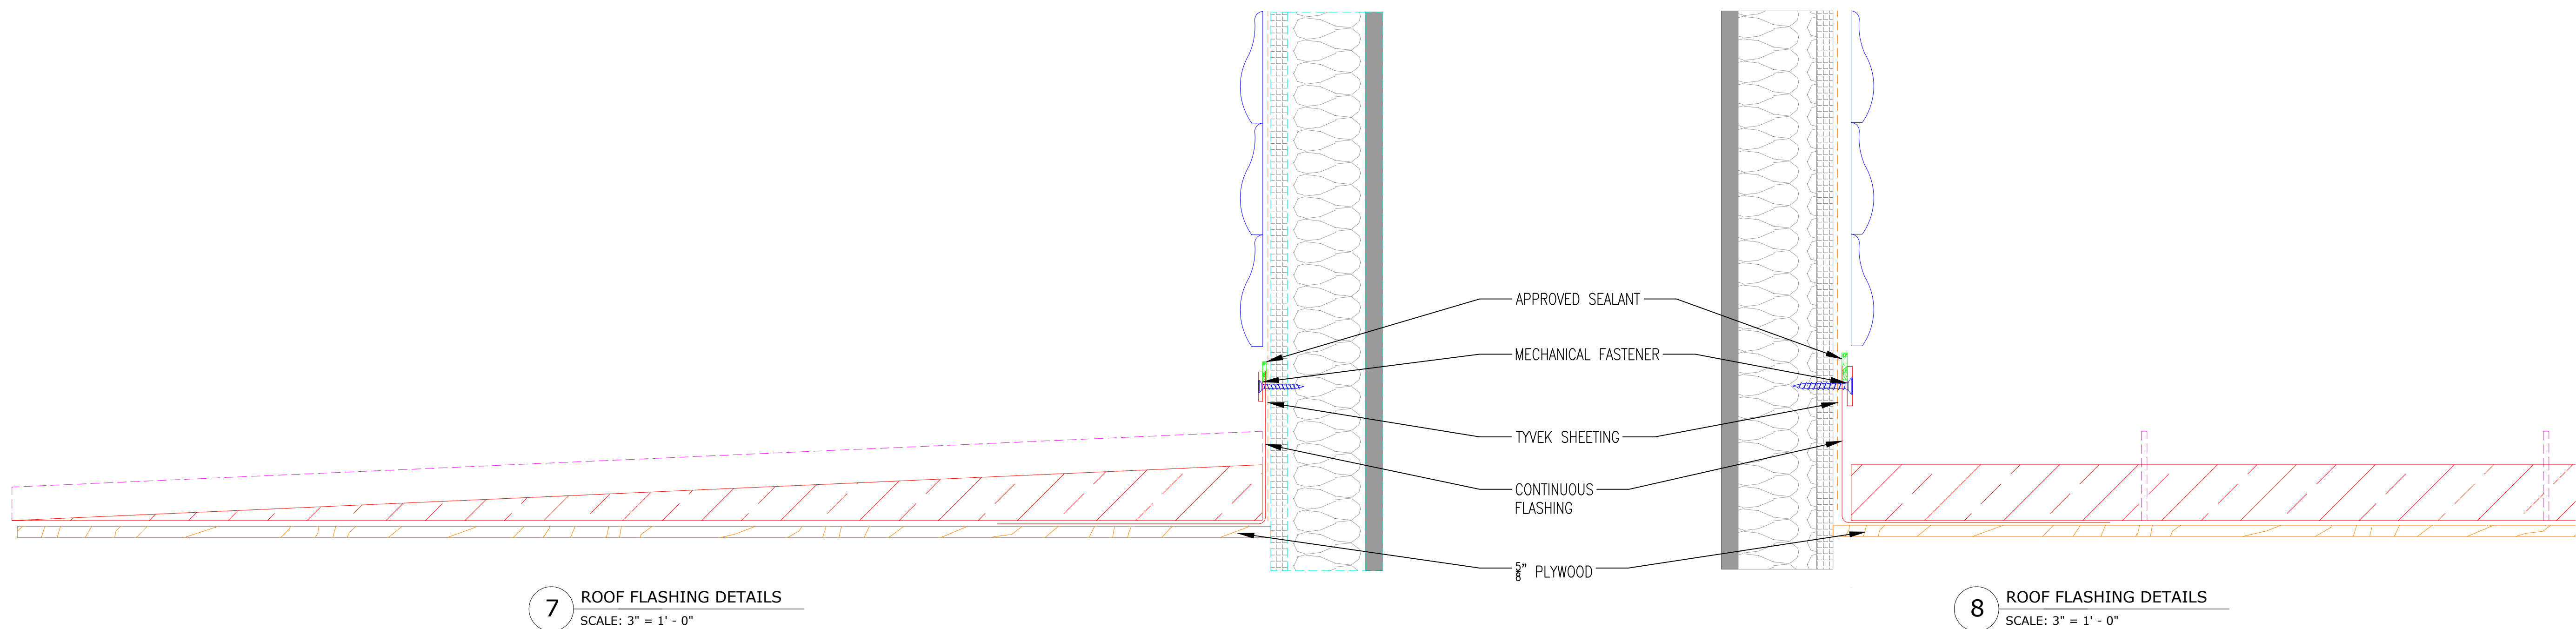 APPROVED SEALANT
MECHANICAL FASTENER
TYVEK SHEETING
CONTINUOUS
FLASHING
5/8" PLYWOOD
7 ROOF FLASHING DETAILS
SCALE: 3" = 1' - 0"
8 ROOF FLASHING DETAILS
SCALE: 3" = 1' - 0"